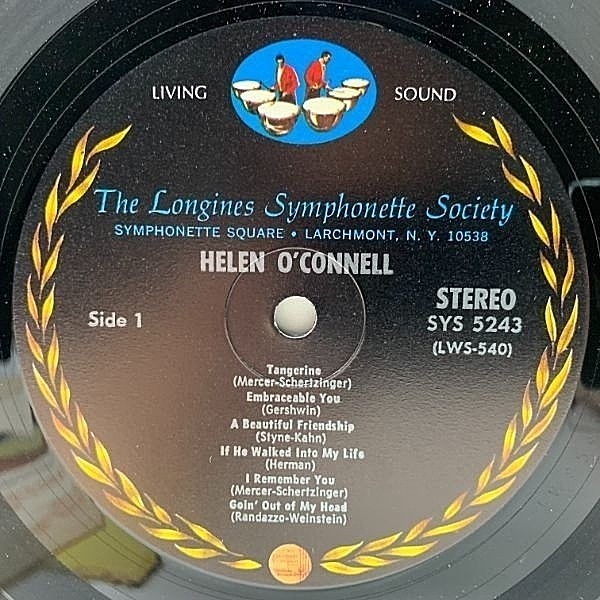 LIVING SOUND
The Longines Symphonette Society
SYMPHONETTE SQUARE • LARCHMONT, N. Y. 10538
HELEN O'CONNELL
Side 1
STEREO
SYS 5243
(LWS-540)
Tangerine
(Mercer-Schertzinger)
Embraceable You
(Gershwin)
A Beautiful Friendship
(Styne-Kahn)
If He Walked Into My Life
(Herman)
I Remember You
(Mercer-Schertzinger)
Goin' Out of My Head
(Randazzo-Weinstein)